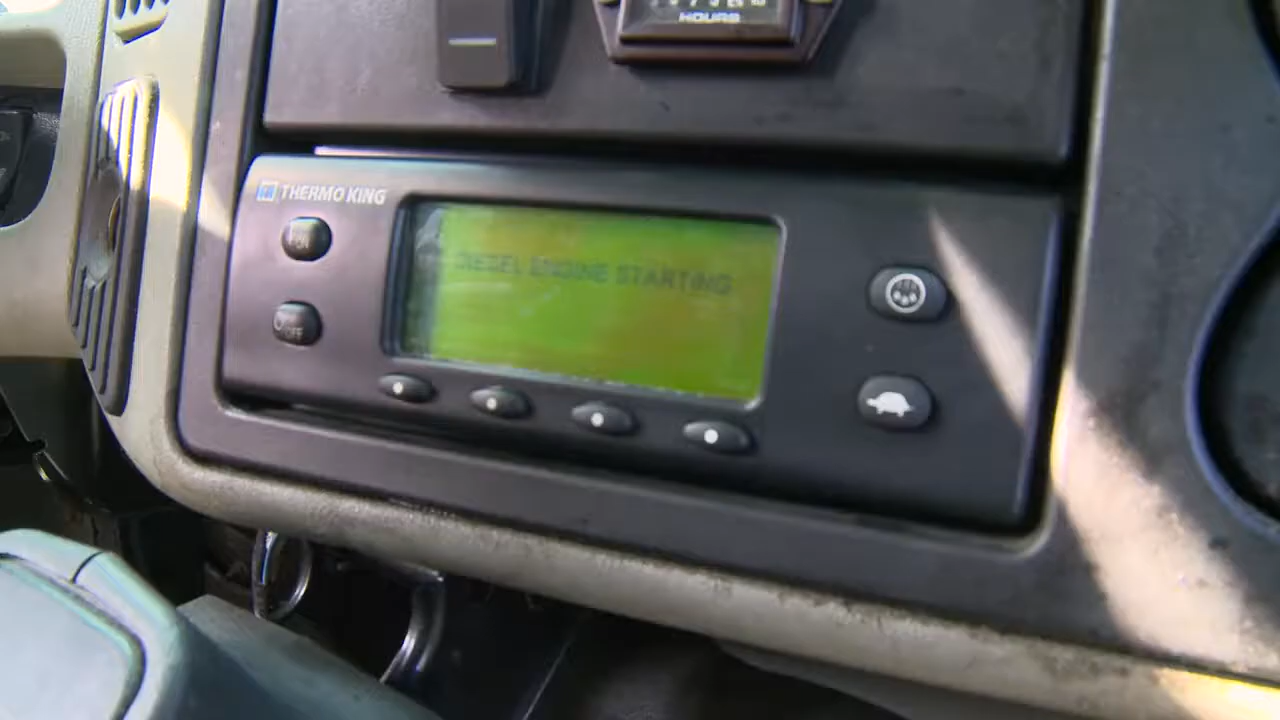 HOURS
THERMO KING
ON
DIESEL ENGINE STARTING
OFF